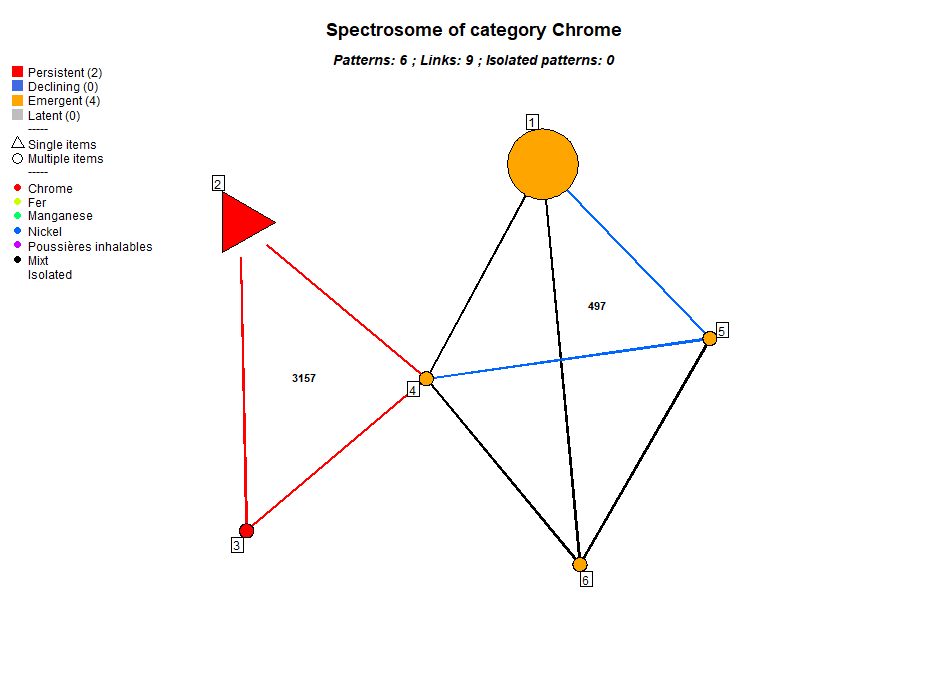 Spectrosome of category Chrome
Patterns: 6 ; Links: 9 ; Isolated patterns: 0
Persistent (2)
Declining (0)
Emergent (4)
Latent (0)
-----
Single items
Multiple items
-----
Chrome
Fer
Manganese
Nickel
Poussières inhalables
Mixt
Isolated
1
2
497
5
3157
4
3
6